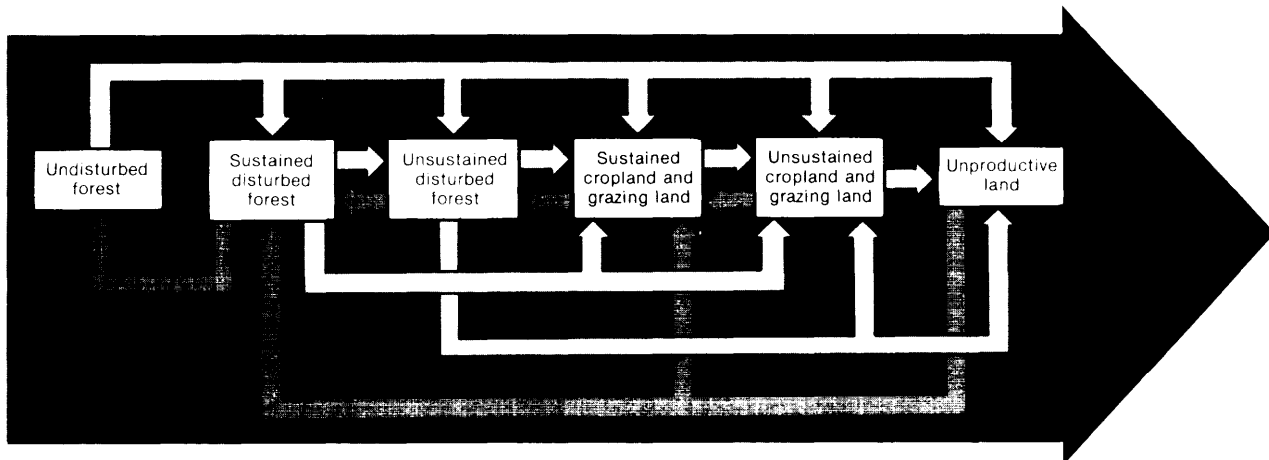 Undisturbed
forest
Sustained
disturbed
forest
Unsustained
disturbed
forest
Sustained
cropland and
grazing land
Unsustained
cropland and
grazing land
Unproductive
land